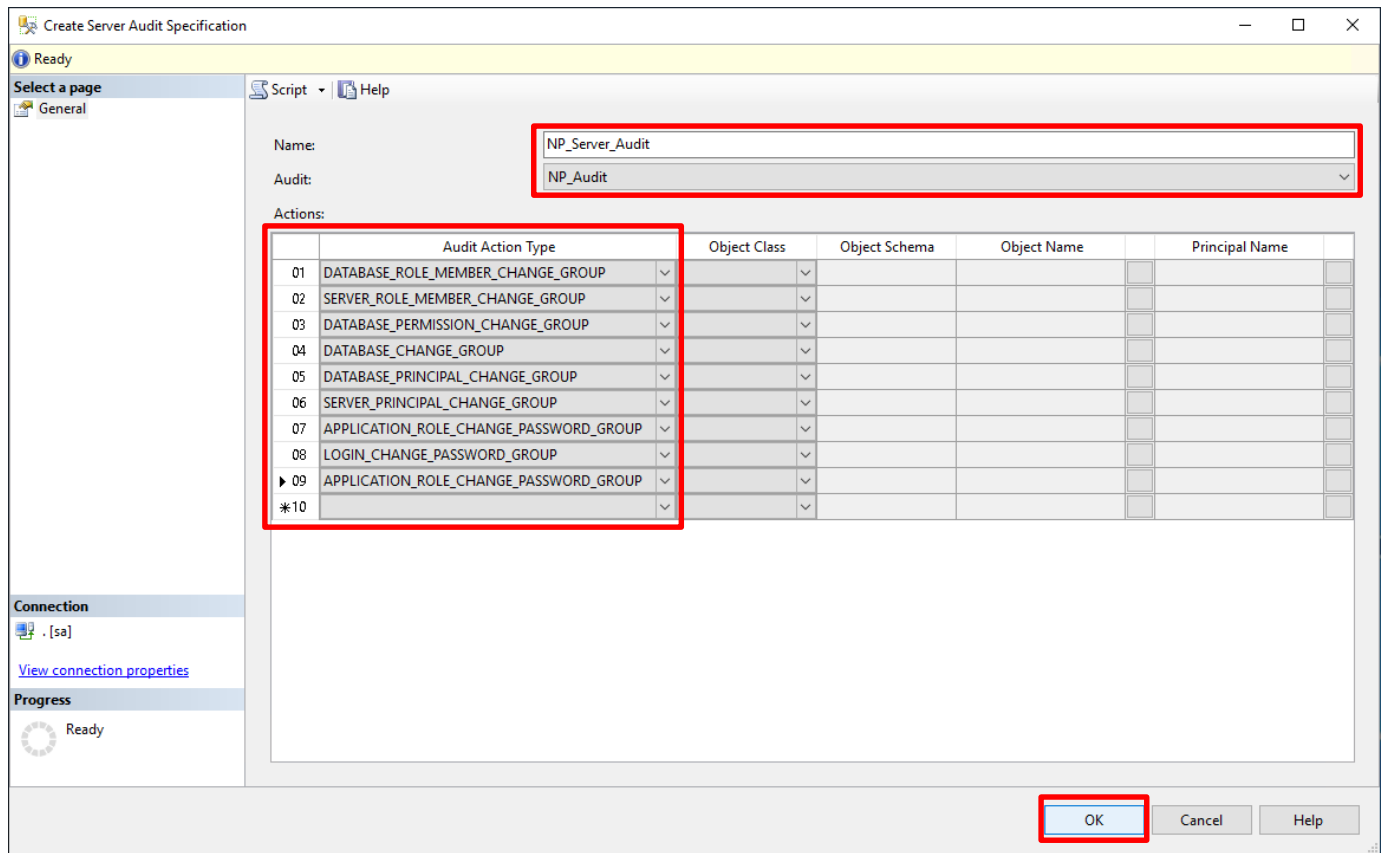 Create Server Audit Specification
Ready
Select a page
General
Script Help
Name: NP_Server_Audit
Audit: NP_Audit
Actions:
Audit Action Type Object Class Object Schema Object Name Principal Name
01 DATABASE_ROLE_MEMBER_CHANGE_GROUP
02 SERVER_ROLE_MEMBER_CHANGE_GROUP
03 DATABASE_PERMISSION_CHANGE_GROUP
04 DATABASE_CHANGE_GROUP
05 DATABASE_PRINCIPAL_CHANGE_GROUP
06 SERVER_PRINCIPAL_CHANGE_GROUP
07 APPLICATION_ROLE_CHANGE_PASSWORD_GROUP
08 LOGIN_CHANGE_PASSWORD_GROUP
09 APPLICATION_ROLE_CHANGE_PASSWORD_GROUP
*10
Connection
. [sa]
View connection properties
Progress
Ready
OK Cancel Help